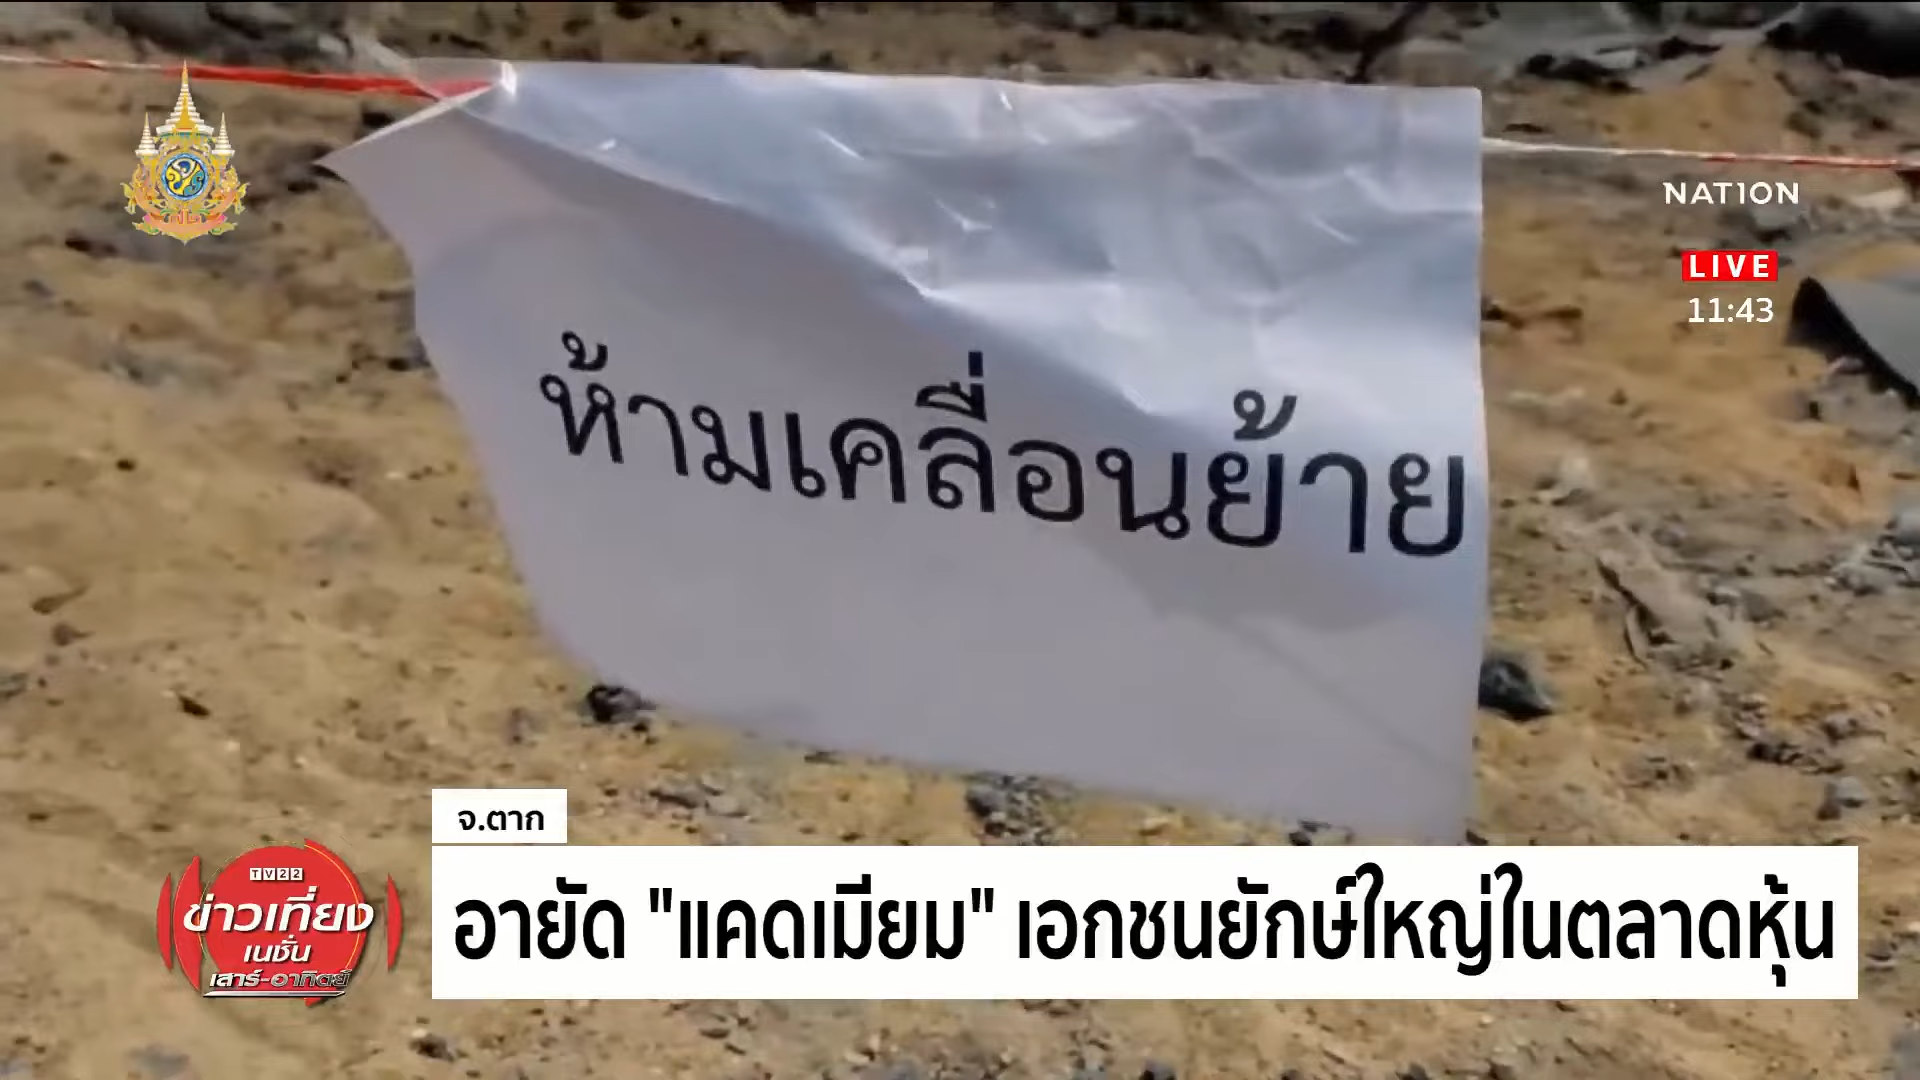 NATION
LIVE
11:43
ห้ามเคลื่อนย้าย
จ.ตาก
TV22
ข่าวเที่ยง
เนชั่น
เสาร์-อาทิตย์
อายัด "แคดเมียม" เอกชนยักษ์ใหญ่ในตลาดหุ้น